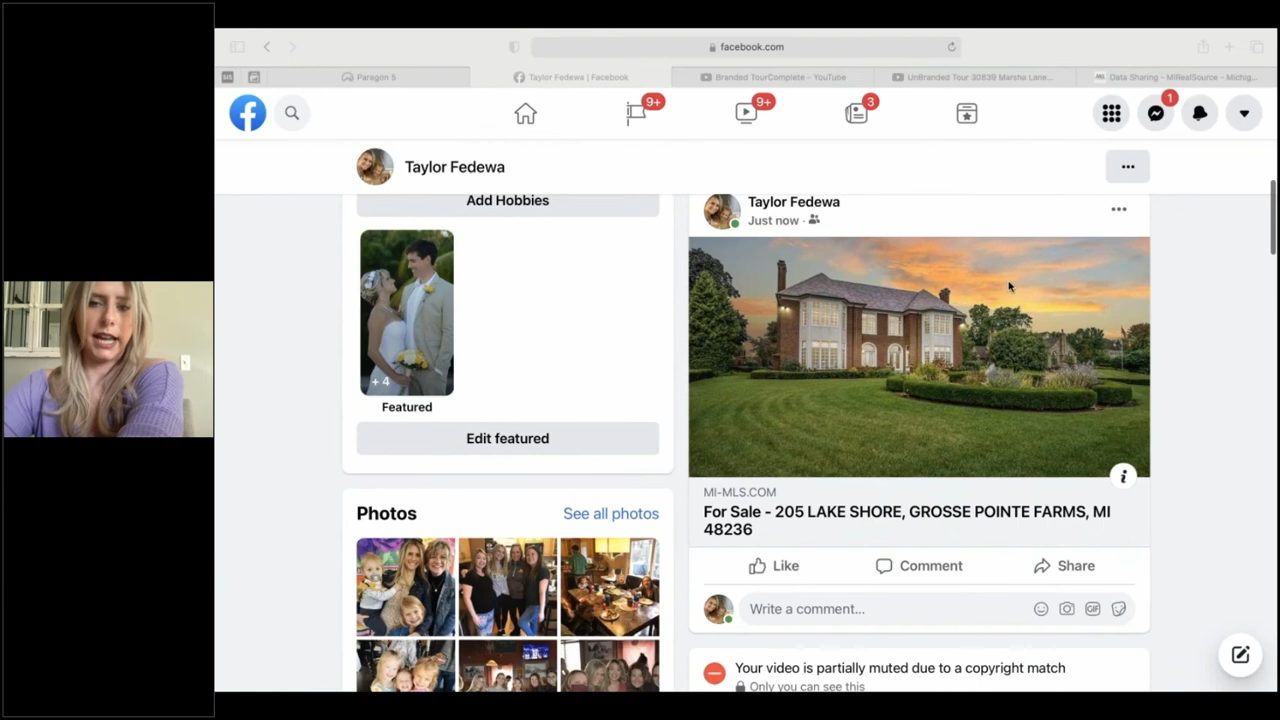 facebook.com
SIS
Paragon 5
Taylor Fedewa | Facebook
Branded TourComplete - YouTube
UnBranded Tour 30839 Marsha Lane...
Data Sharing - MIRealSource - Michig...
9+
9+
3
1
Taylor Fedewa
Add Hobbies
+ 4
Featured
Edit featured
Photos
See all photos
Taylor Fedewa
Just now ·
MI-MLS.COM
For Sale - 205 LAKE SHORE, GROSSE POINTE FARMS, MI
48236
Like
Comment
Share
Write a comment...
GIF
Your video is partially muted due to a copyright match
Only you can see this